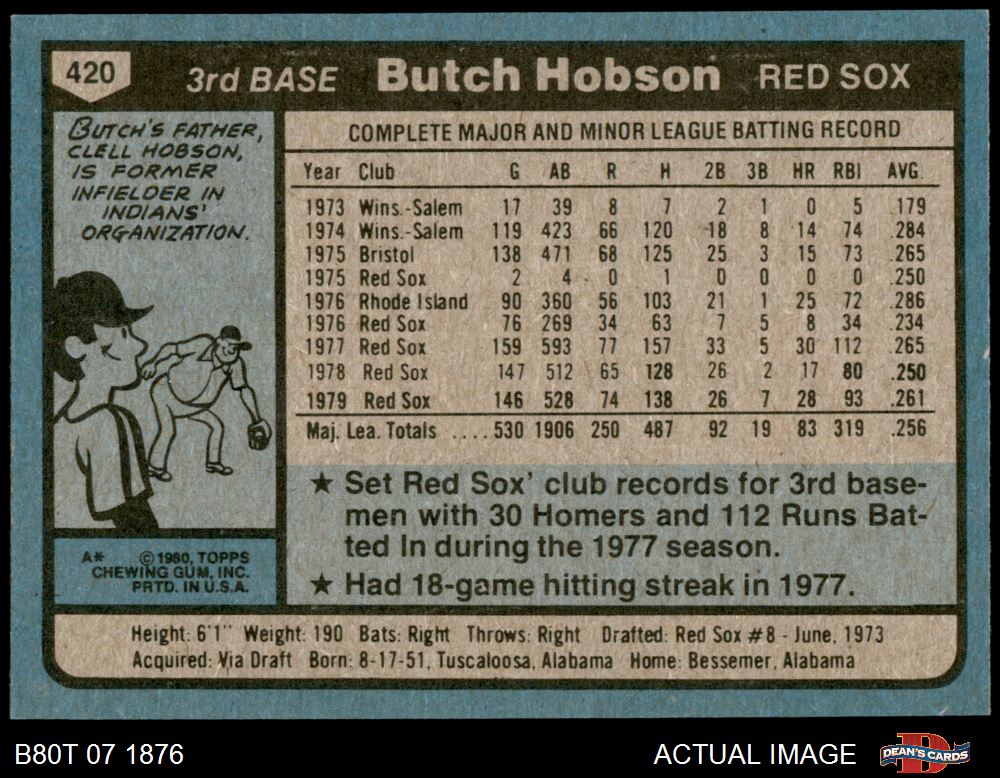 420 3rd BASE Butch Hobson RED SOX
BUTCH'S FATHER,
CLELL HOBSON,
IS FORMER
INFIELDER IN
INDIANS'
ORGANIZATION.
COMPLETE MAJOR AND MINOR LEAGUE BATTING RECORD
Year Club G AB R H 2B 3B HR RBI AVG.
1973 Wins.-Salem 17 39 8 7 2 1 0 5 .179
1974 Wins.-Salem 119 423 66 120 18 8 14 74 .284
1975 Bristol 138 471 68 125 25 3 15 73 .265
1975 Red Sox 2 4 0 1 0 0 0 0 .250
1976 Rhode Island 90 360 56 103 21 1 25 72 .286
1976 Red Sox 76 269 34 63 7 5 8 34 .234
1977 Red Sox 159 593 77 157 33 5 30 112 .265
1978 Red Sox 147 512 65 128 26 2 17 80 .250
1979 Red Sox 146 528 74 138 26 7 28 93 .261
Maj. Lea. Totals .... 530 1906 250 487 92 19 83 319 .256
★ Set Red Sox' club records for 3rd base-
men with 30 Homers and 112 Runs Bat-
ted In during the 1977 season.
★ Had 18-game hitting streak in 1977.
A* © 1980, TOPPS
CHEWING GUM, INC.
PRTD. IN U.S.A.
Height: 6'1" Weight: 190 Bats: Right Throws: Right Drafted: Red Sox #8 - June, 1973
Acquired: Via Draft Born: 8-17-51, Tuscaloosa, Alabama Home: Bessemer, Alabama
B80T 07 1876 ACTUAL IMAGE D DEAN'S CARDS